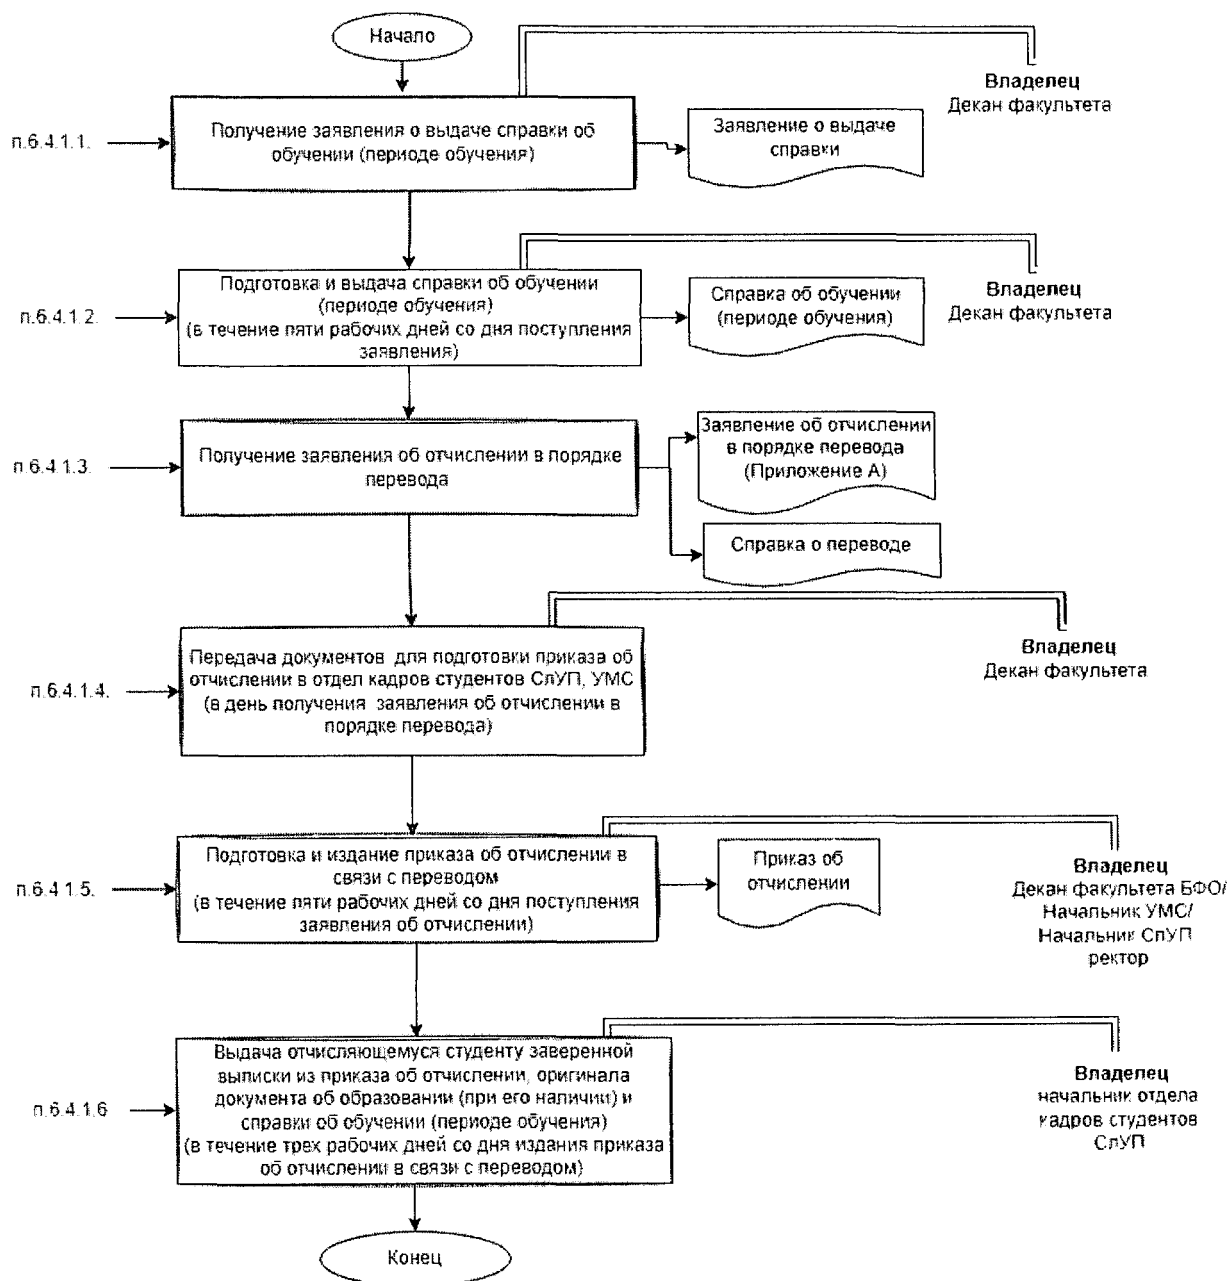 Начало
Владелец
Декан факультета
п.6.4.1.1.
Получение заявления о выдаче справки об
обучении (периоде обучения)
Заявление о выдаче
справки
п.6.4.1.2.
Подготовка и выдача справки об обучении
(периоде обучения)
(в течение пяти рабочих дней со дня поступления
заявления)
Справка об обучении
(периоде обучения)
Владелец
Декан факультета
п.6.4.1.3.
Получение заявления об отчислении в порядке
перевода
Заявление об отчислении
в порядке перевода
(Приложение А)
Справка о переводе
Владелец
Декан факультета
п.6.4.1.4.
Передача документов для подготовки приказа об
отчислении в отдел кадров студентов СлУП, УМС
(в день получения заявления об отчислении в
порядке перевода)
п.6.4.1.5.
Подготовка и издание приказа об отчислении в
связи с переводом
(в течение пяти рабочих дней со дня поступления
заявления об отчислении)
Приказ об
отчислении
Владелец
Декан факультета БФО/
Начальник УМС/
Начальник СлУП
ректор
п.6.4.1.6
Выдача отчисляющемуся студенту заверенной
выписки из приказа об отчислении, оригинала
документа об образовании (при его наличии) и
справки об обучении (периоде обучения)
(в течение трех рабочих дней со дня издания приказа
об отчислении в связи с переводом)
Владелец
начальник отдела
кадров студентов
СлУП
Конец